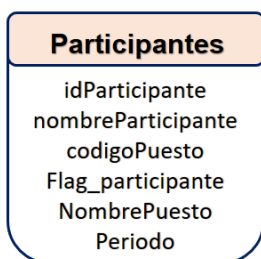 Participantes
idParticipante
nombreParticipante
codigoPuesto
Flag_participante
NombrePuesto
Periodo